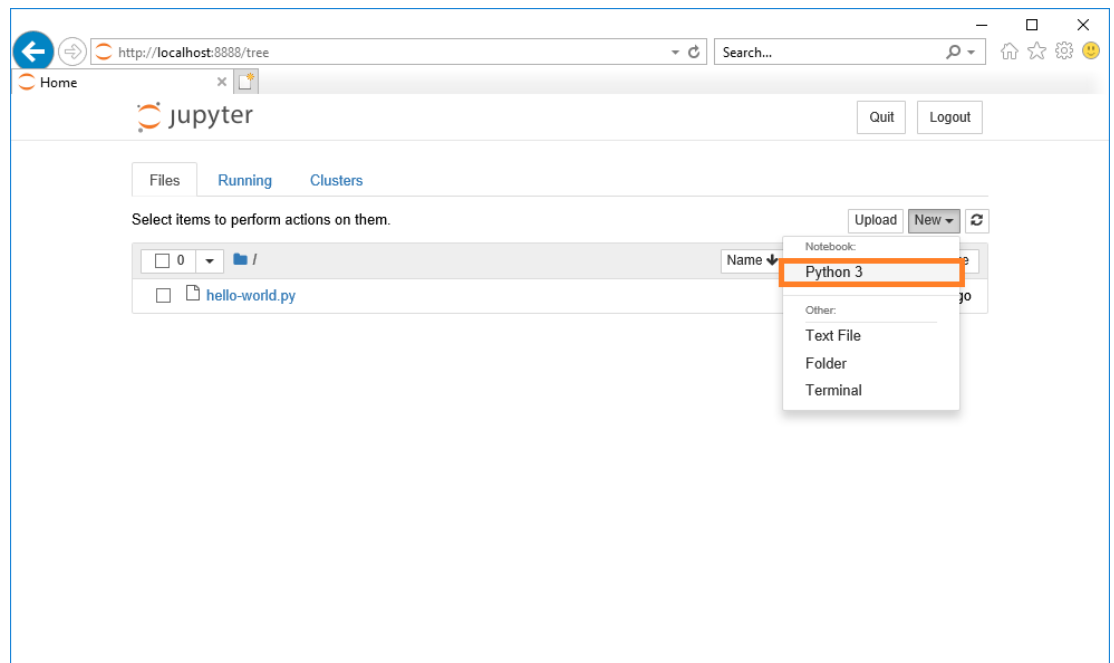 http://localhost:8888/tree
Search...
Home
jupyter
Quit Logout
Files Running Clusters
Select items to perform actions on them.
Upload New
Notebook:
0 / Name
Python 3
hello-world.py
Other:
Text File
Folder
Terminal